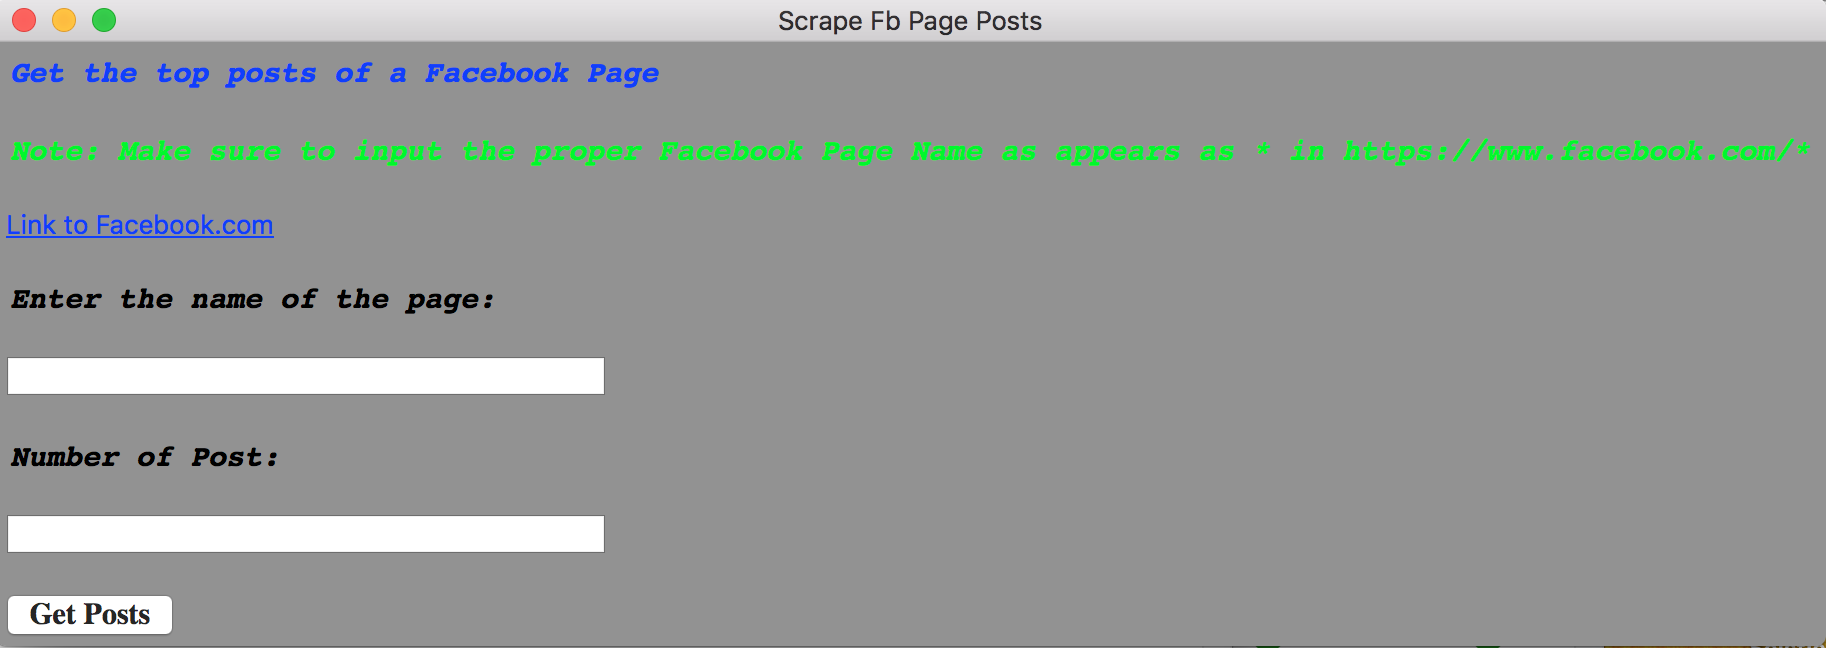 Scrape Fb Page Posts
Get the top posts of a Facebook Page
Note: Make sure to input the proper Facebook Page Name as appears as * in https://www.facebook.com/*
Link to Facebook.com
Enter the name of the page:
Number of Post:
Get Posts